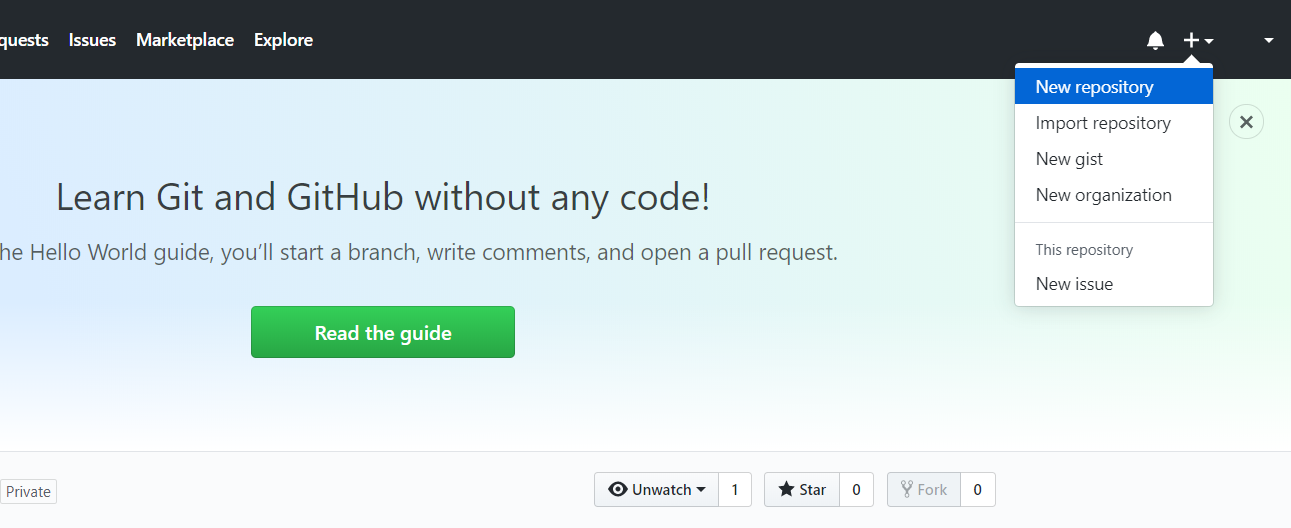 Issues Marketplace Explore
New repository
Import repository
New gist
New organization
This repository
New issue
Learn Git and GitHub without any code!
Hello World guide, you’ll start a branch, write comments, and open a pull request.
Read the guide
Private
Unwatch 1 Star 0 Fork 0